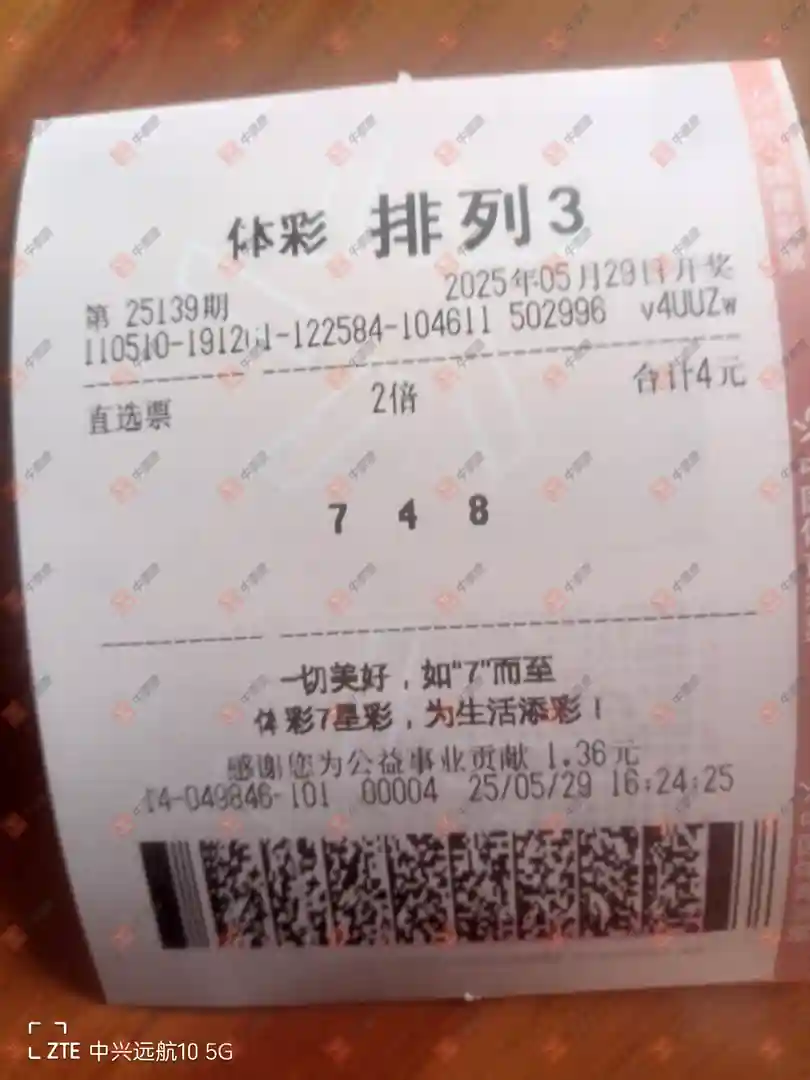 体彩 排列3
第 25139期 2025年05月29日开奖
110510-191261-122584-104611 502996 v4UUZw
直选票 2倍 合计4元
7 4 8
一切美好，如“7”而至
体彩7星彩，为生活添彩！
感谢您为公益事业贡献 1.36元
14-049846-101 00004 25/05/29 16:24:25
ZTE 中兴远航10 5G